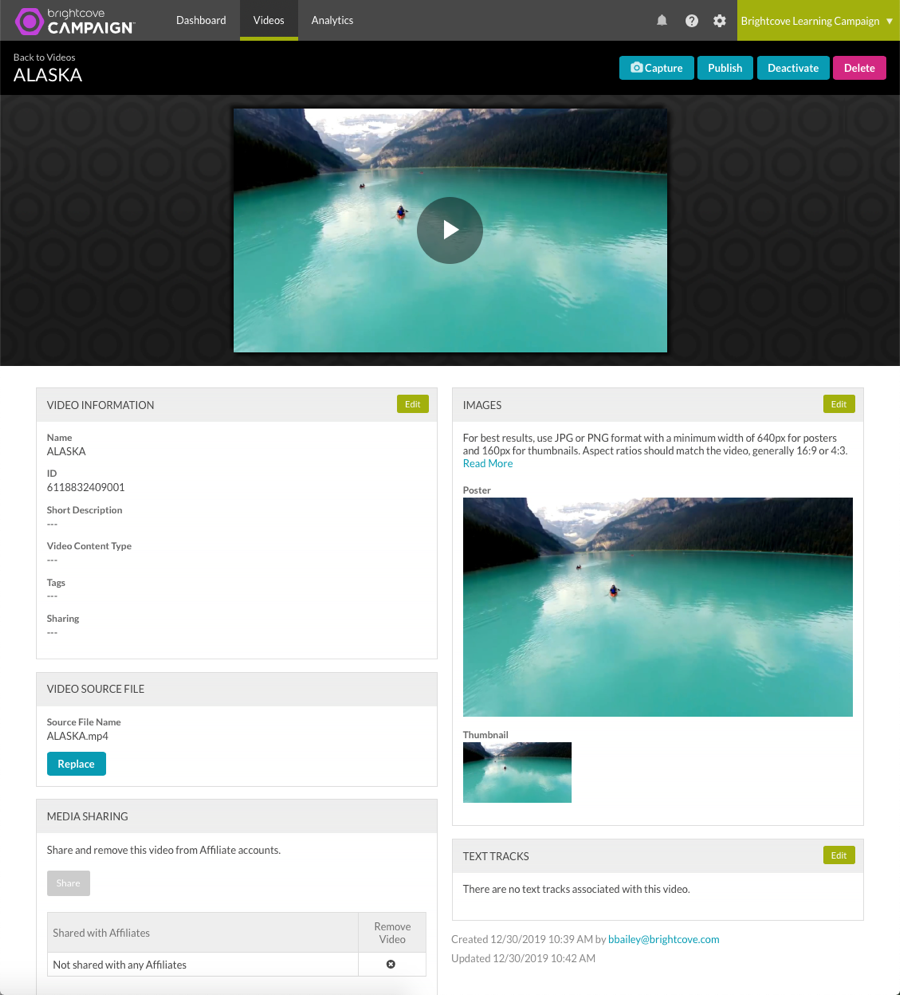 brightcove
CAMPAIGN
Dashboard
Videos
Analytics
Brightcove Learning Campaign
Back to Videos
ALASKA
Capture
Publish
Deactivate
Delete
VIDEO INFORMATION
Edit
Name
ALASKA
ID
6118832409001
Short Description
---
Video Content Type
---
Tags
---
Sharing
---
VIDEO SOURCE FILE
Source File Name
ALASKA.mp4
Replace
MEDIA SHARING
Share and remove this video from Affiliate accounts.
Share
Shared with Affiliates
Remove
Video
Not shared with any Affiliates
IMAGES
Edit
For best results, use JPG or PNG format with a minimum width of 640px for posters
and 160px for thumbnails. Aspect ratios should match the video, generally 16:9 or 4:3.
Read More
Poster
Thumbnail
TEXT TRACKS
Edit
There are no text tracks associated with this video.
Created 12/30/2019 10:39 AM by bbailey@brightcove.com
Updated 12/30/2019 10:42 AM